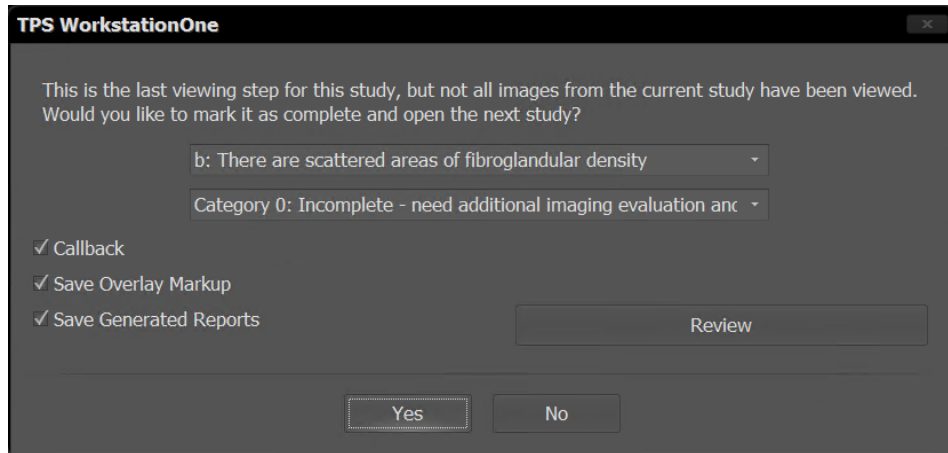 TPS WorkstationOne
This is the last viewing step for this study, but not all images from the current study have been viewed.
Would you like to mark it as complete and open the next study?
b: There are scattered areas of fibroglandular density
Category 0: Incomplete - need additional imaging evaluation and
Callback
Save Overlay Markup
Save Generated Reports
Review
Yes
No